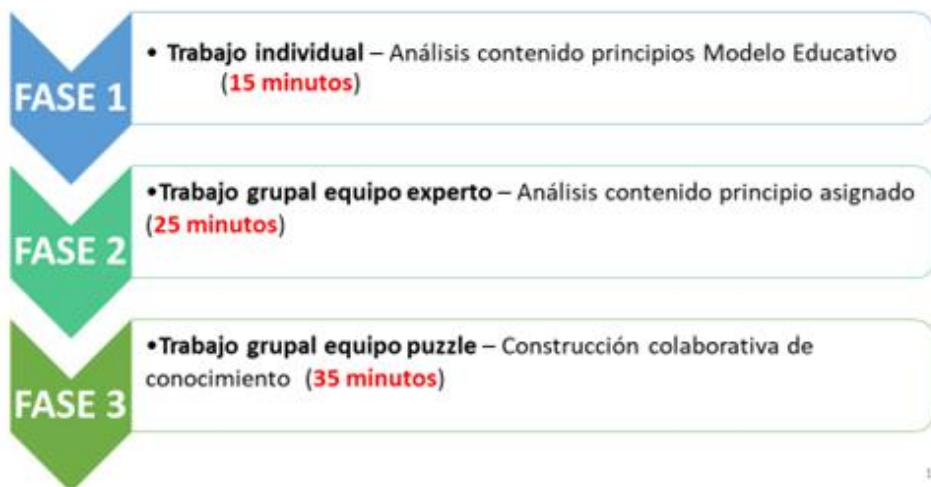 FASE 1
• Trabajo individual – Análisis contenido principios Modelo Educativo
(15 minutos)
FASE 2
•Trabajo grupal equipo experto – Análisis contenido principio asignado
(25 minutos)
FASE 3
•Trabajo grupal equipo puzzle – Construcción colaborativa de
conocimiento (35 minutos)